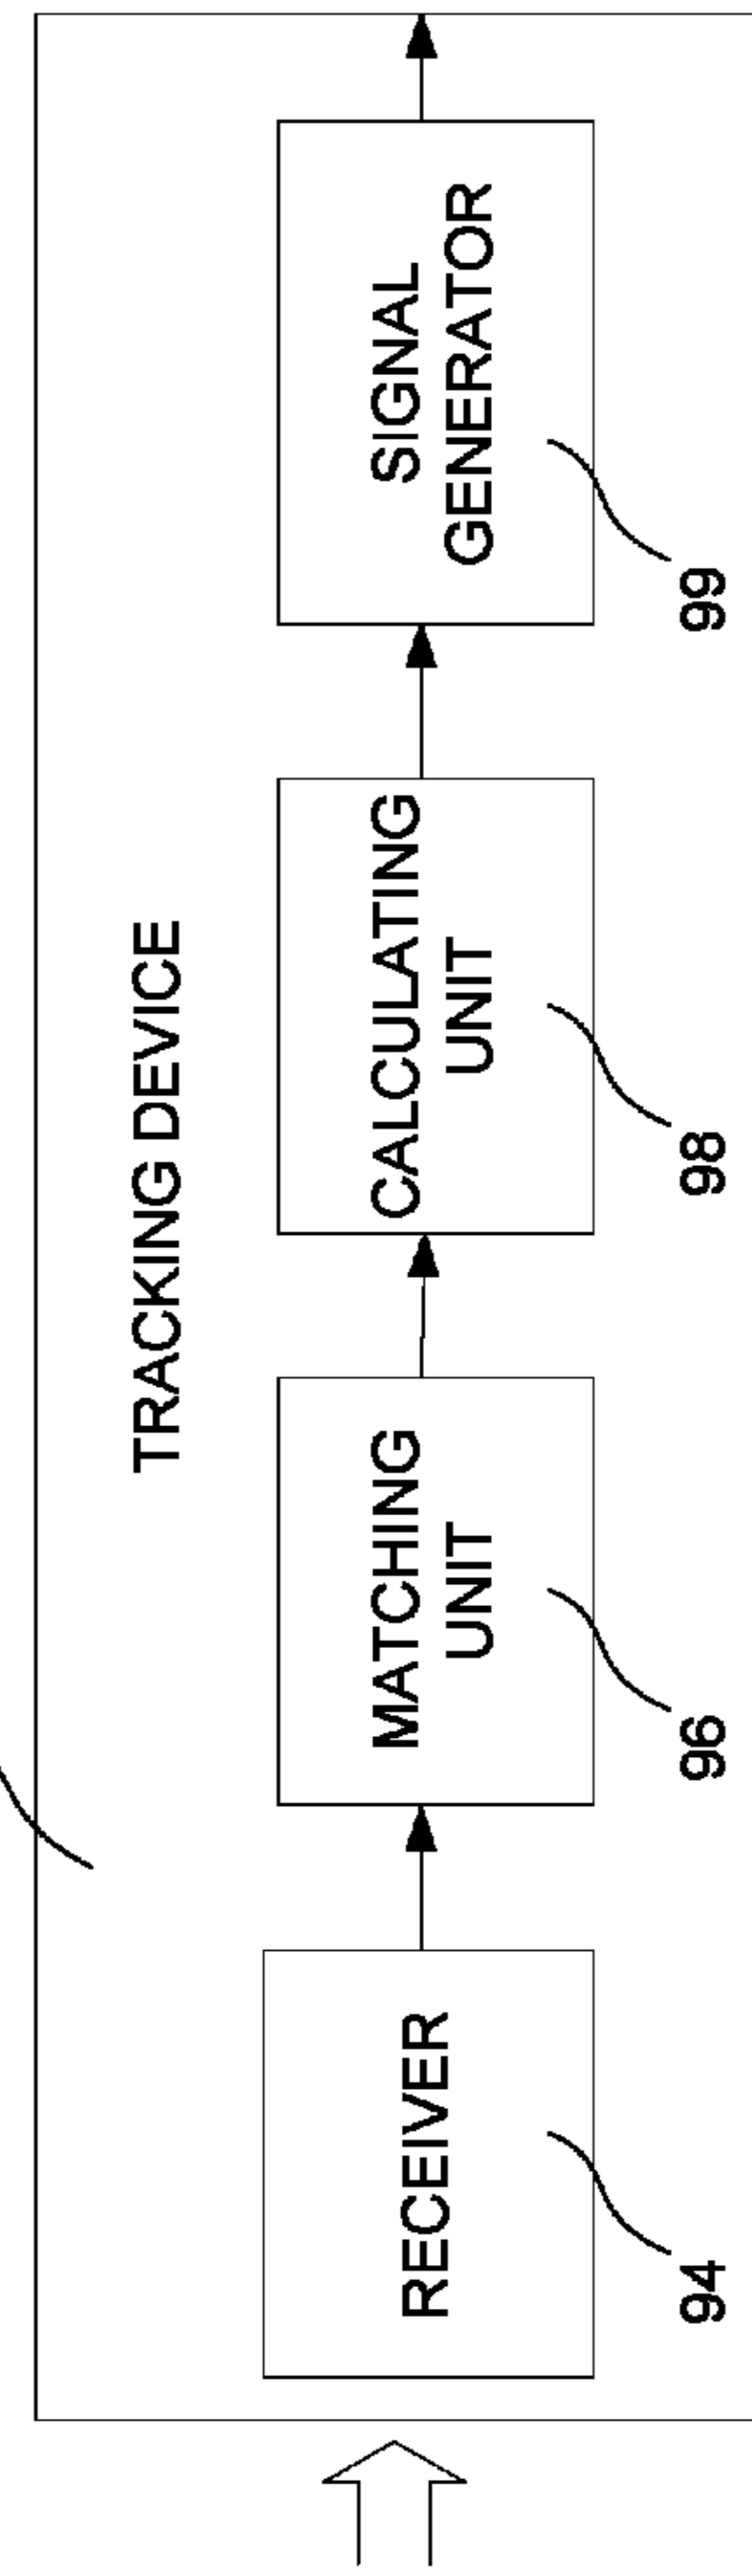 TRACKING DEVICE
RECEIVER
MATCHING
UNIT
CALCULATING
UNIT
SIGNAL
GENERATOR
94
96
98
99